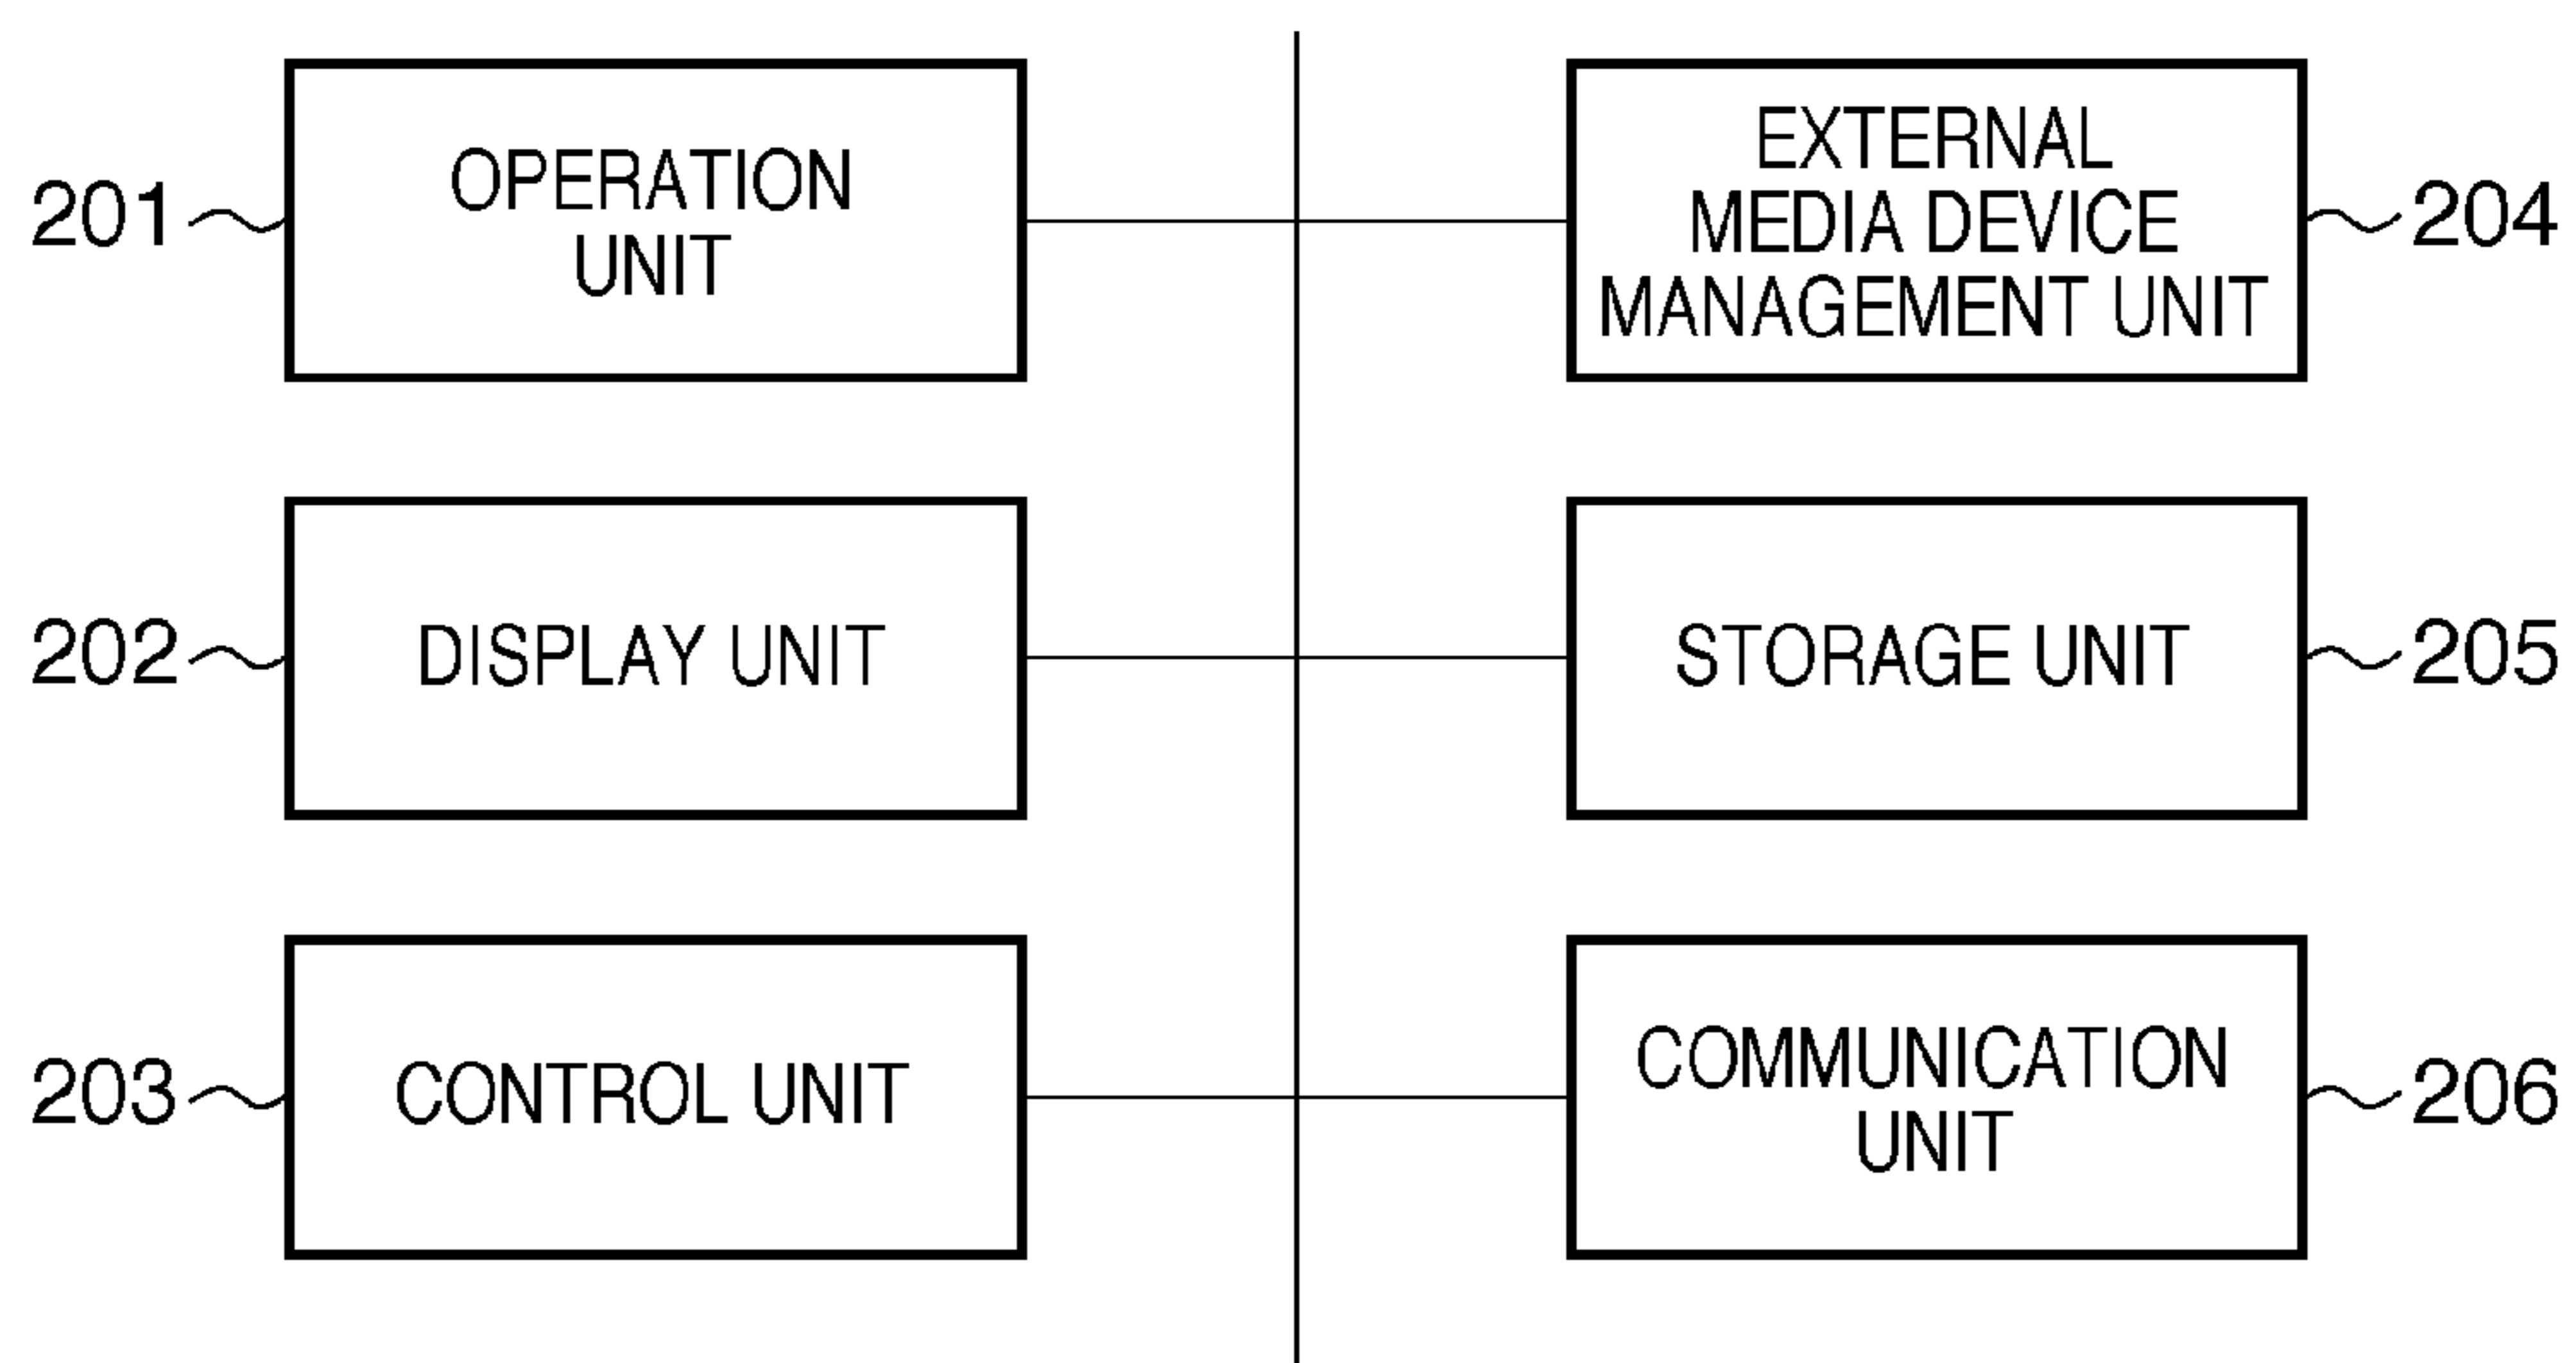 201
OPERATION
UNIT
EXTERNAL
MEDIA DEVICE
MANAGEMENT UNIT
204
202
DISPLAY UNIT
STORAGE UNIT
205
203
CONTROL UNIT
COMMUNICATION
UNIT
206